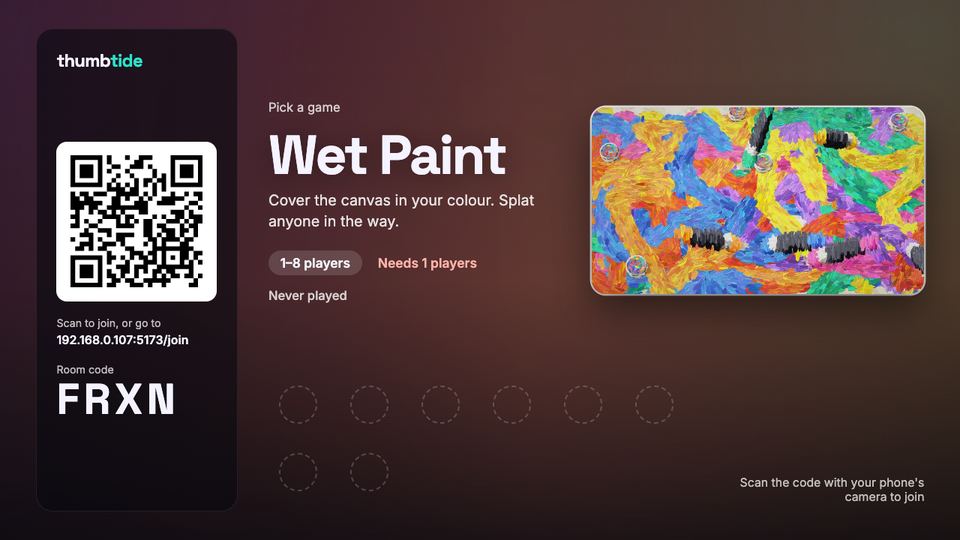 thumbtide
Scan to join, or go to
192.168.0.107:5173/join
Room code
FRXN
Pick a game
Wet Paint
Cover the canvas in your colour. Splat
anyone in the way.
1–8 players
Needs 1 players
Never played
Scan the code with your phone's
camera to join